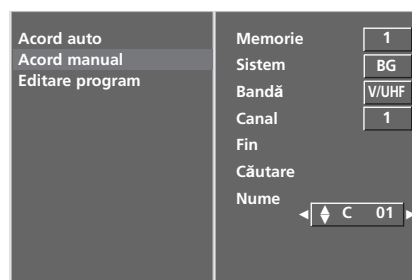 Acord auto
Acord manual
Editare program
Memorie 1
Sistem BG
Bandă V/UHF
Canal 1
Fin
Căutare
Nume
C 01